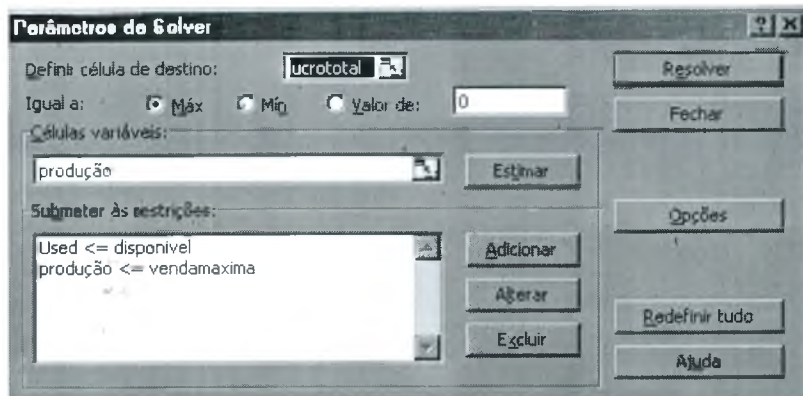 Parâmetros do Solver
Definir célula de destino: ucrototal Resolver
Igual a: Máx Mín Valor de: 0 Fechar
Células variáveis:
produção Estimar
Submeter às restrições: Opções
Used <= disponivel Adicionar
produção <= vendamaxima
Alterar Redefinir tudo
Excluir Ajuda